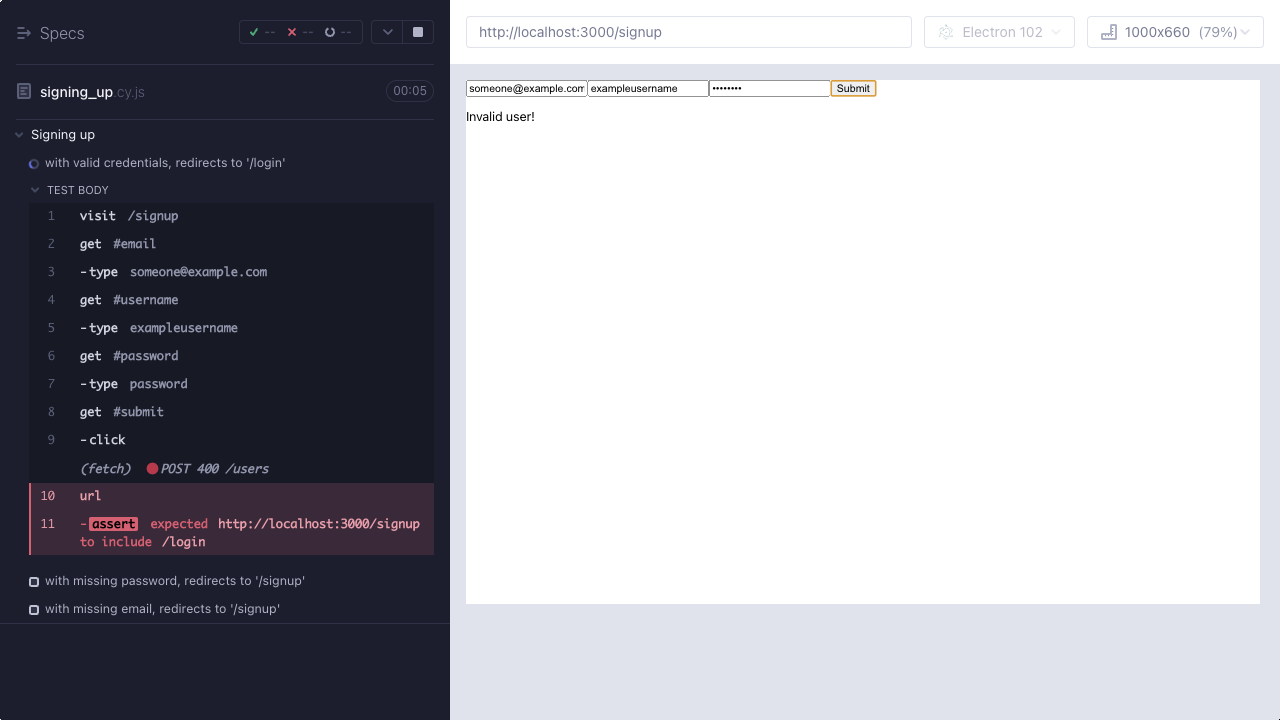 Specs
-- -- --
signing_up.cy.js 00:05
Signing up
with valid credentials, redirects to '/login'
TEST BODY
1 visit /signup
2 get #email
3 -type someone@example.com
4 get #username
5 -type exampleusername
6 get #password
7 -type password
8 get #submit
9 -click
(fetch) POST 400 /users
10 url
11 -assert expected http://localhost:3000/signup
to include /login
with missing password, redirects to '/signup'
with missing email, redirects to '/signup'
http://localhost:3000/signup Electron 102 1000x660 (79%)
someone@example.com exampleusername •••••••• Submit
Invalid user!